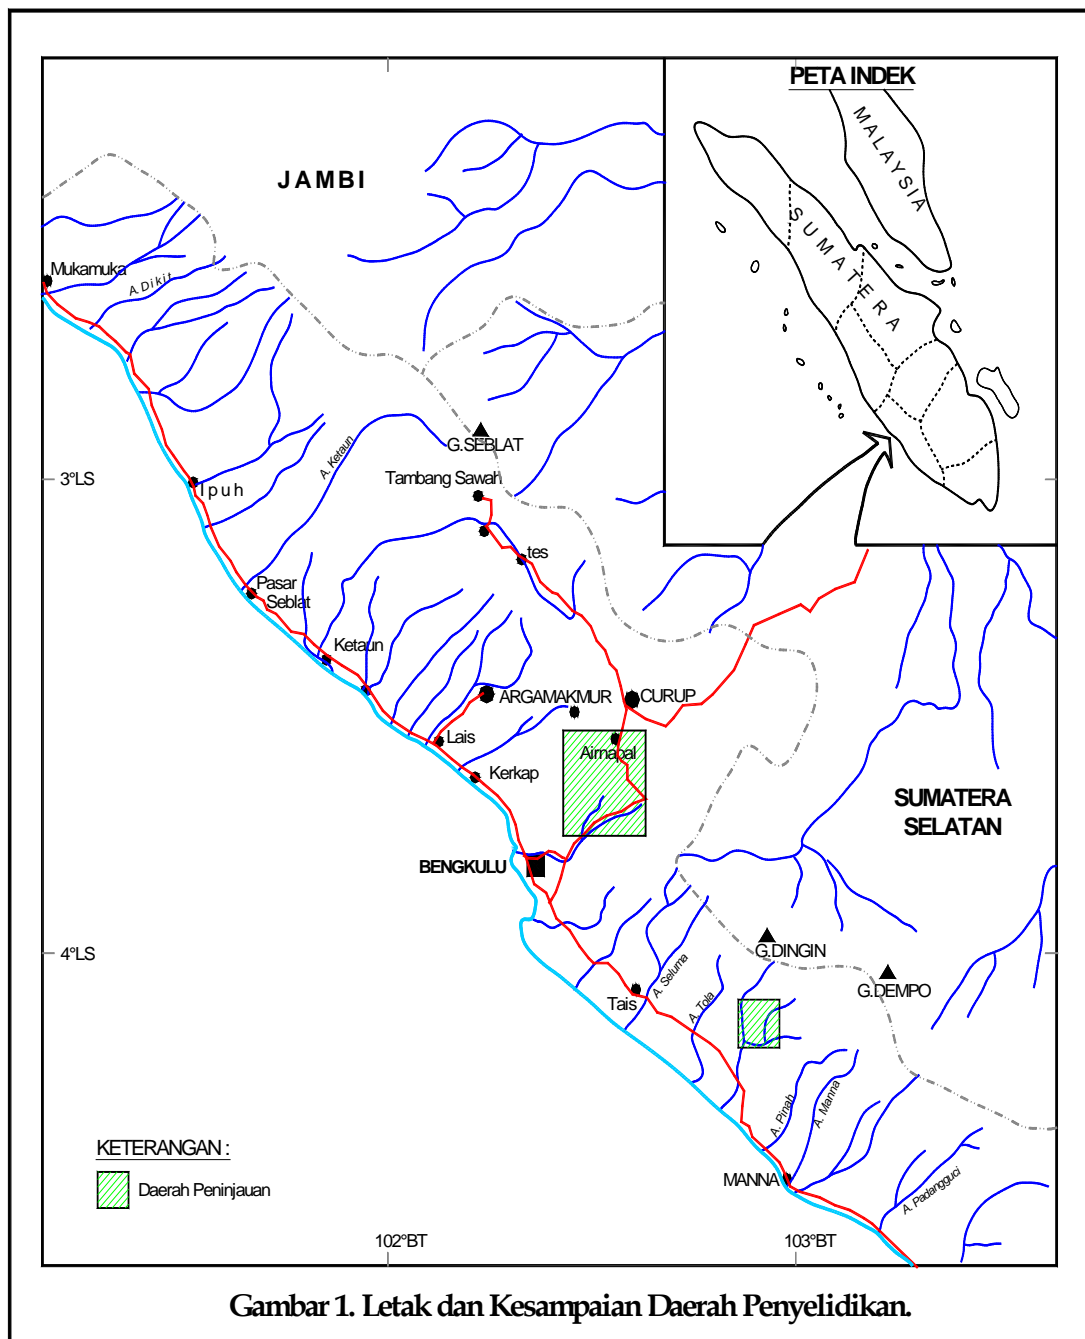 PETA INDEK
MALAYSIA
SUMATERA
JAMBI
Mukamuka
A. Dikit
A. Ketaun
G.SEBLAT
Tambang Sawah
3°LS
Ipuh
tes
Pasar
Seblat
Ketaun
ARGAMAKMUR
CURUP
Lais
Airnapal
Kerkap
SUMATERA
SELATAN
BENGKULU
4°LS
G.DINGIN
G.DEMPO
A. Seluma
A. Tola
Tais
A. Pinah
A. Manna
KETERANGAN :
MANNA
Daerah Peninjauan
A. Padangguci
102°BT
103°BT
Gambar 1. Letak dan Kesampaian Daerah Penyelidikan.